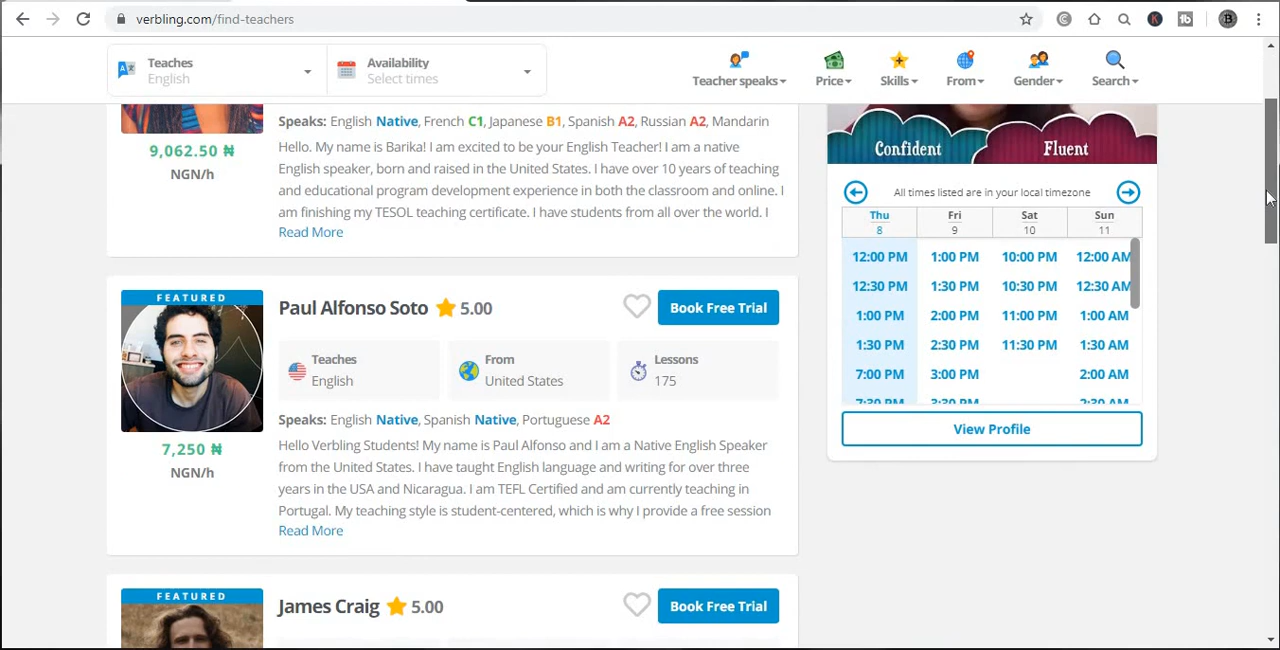 verbling.com/find-teachers
Teaches
English
Availability
Select times
Teacher speaks
Price
Skills
From
Gender
Search
9,062.50 ₦
NGN/h
Speaks: English Native, French C1, Japanese B1, Spanish A2, Russian A2, Mandarin
Hello. My name is Barika! I am excited to be your English Teacher! I am a native
English speaker, born and raised in the United States. I have over 10 years of teaching
and educational program development experience in both the classroom and online. I
am finishing my TESOL teaching certificate. I have students from all over the world. I
Read More
FEATURED
7,250 ₦
NGN/h
Paul Alfonso Soto 5.00
Book Free Trial
Teaches
English
From
United States
Lessons
175
Speaks: English Native, Spanish Native, Portuguese A2
Hello Verbling Students! My name is Paul Alfonso and I am a Native English Speaker
from the United States. I have taught English language and writing for over three
years in the USA and Nicaragua. I am TEFL Certified and am currently teaching in
Portugal. My teaching style is student-centered, which is why I provide a free session
Read More
FEATURED
James Craig 5.00
Book Free Trial
Confident Fluent
All times listed are in your local timezone
Thu Fri Sat Sun
8 9 10 11
12:00 PM 1:00 PM 10:00 PM 12:00 AM
12:30 PM 1:30 PM 10:30 PM 12:30 AM
1:00 PM 2:00 PM 11:00 PM 1:00 AM
1:30 PM 2:30 PM 11:30 PM 1:30 AM
7:00 PM 3:00 PM 2:00 AM
7:30 PM 3:30 PM 2:30 AM
View Profile